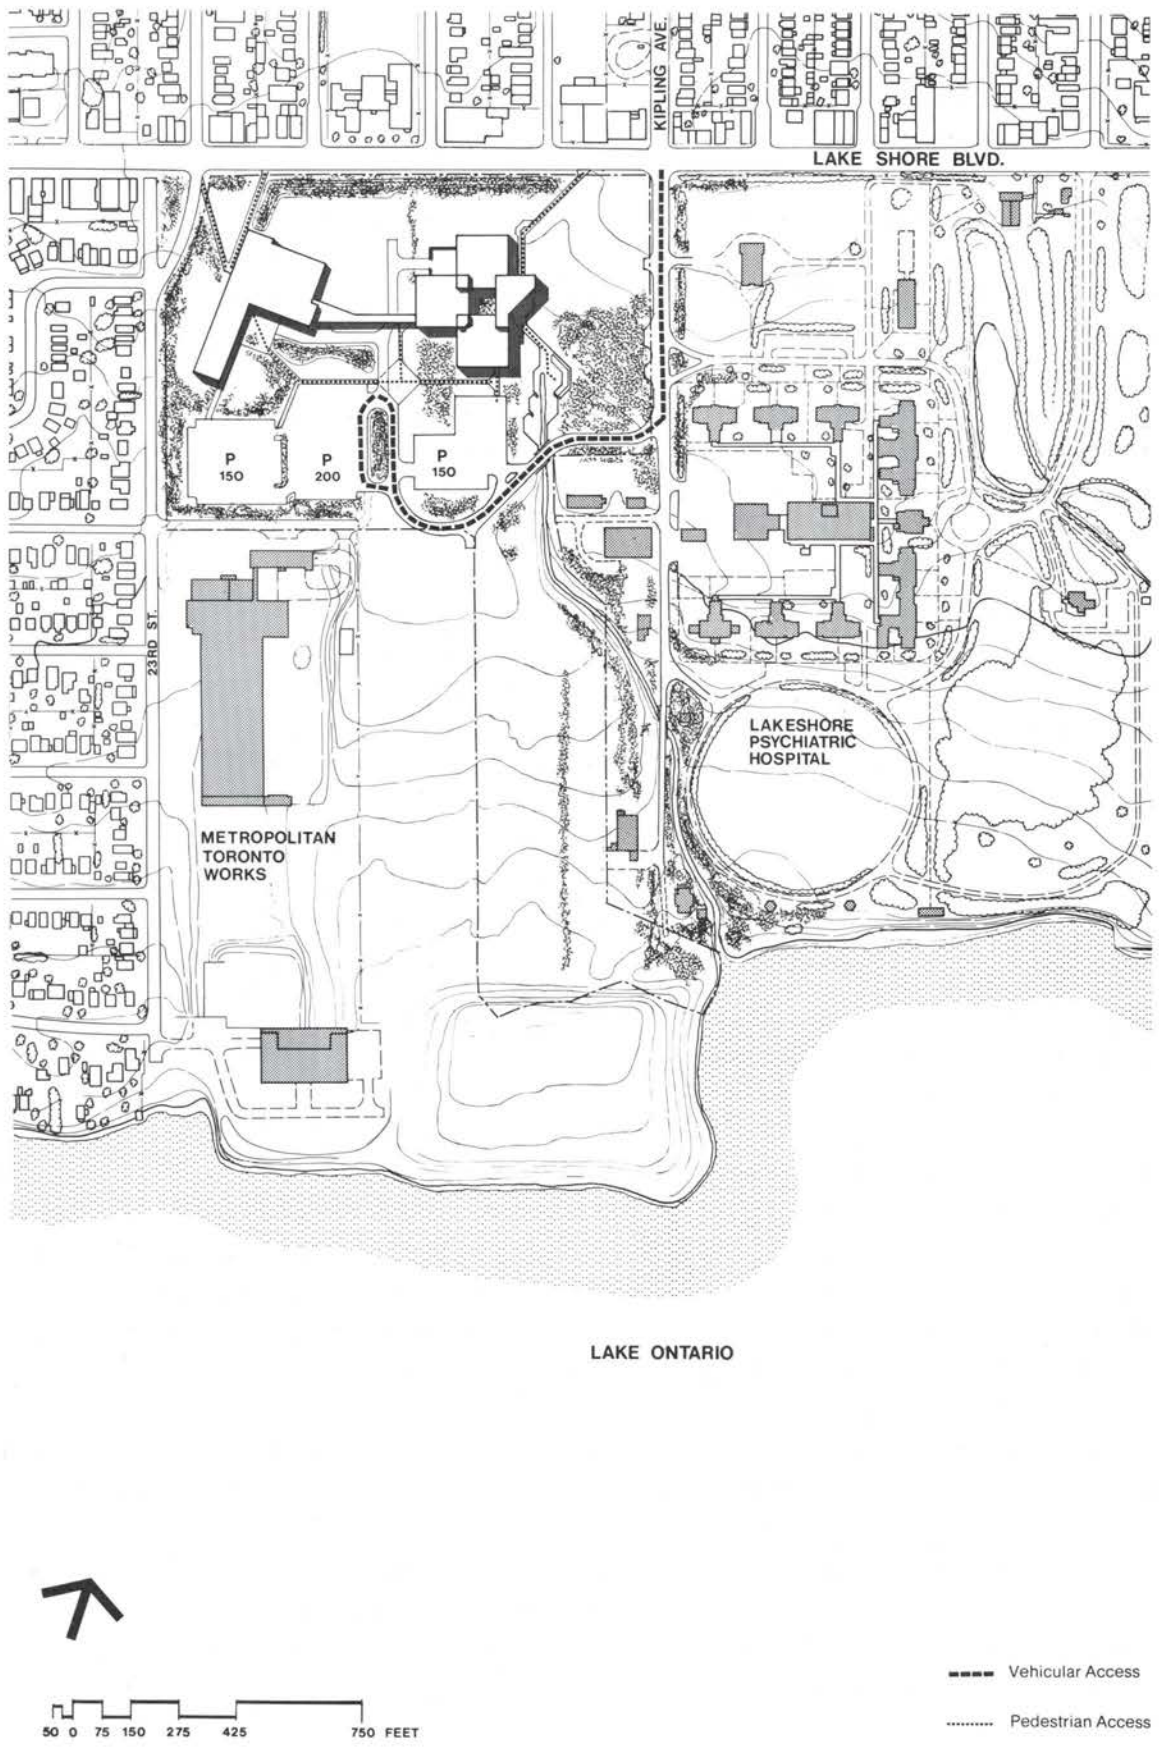 KIPLING AVE.
LAKE SHORE BLVD.
P
150
P
200
P
150
23RD ST.
LAKESHORE
PSYCHIATRIC
HOSPITAL
METROPOLITAN
TORONTO
WORKS
LAKE ONTARIO
50 0 75 150 275 425 750 FEET
Vehicular Access
Pedestrian Access